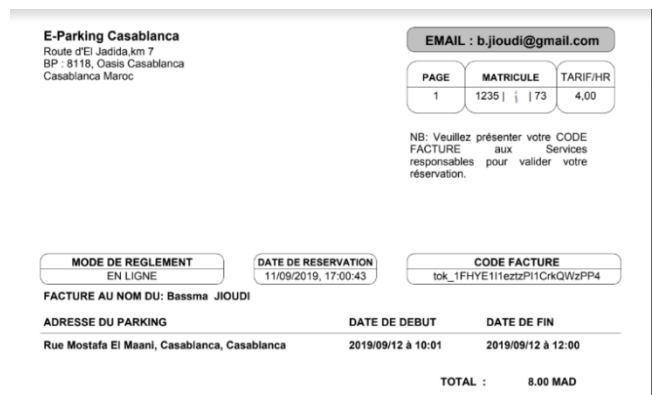 E-Parking Casablanca
Route d'El Jadida,km 7
BP : 8118, Oasis Casablanca
Casablanca Maroc
EMAIL : b.jioudi@gmail.com
PAGE MATRICULE TARIF/HR
1 1235 | | 73 4,00
NB: Veuillez présenter votre CODE
FACTURE aux Services
responsables pour valider votre
réservation.
MODE DE REGLEMENT DATE DE RESERVATION CODE FACTURE
EN LIGNE 11/09/2019, 17:00:43 tok_1FHYE1I1eztzPI1CrkQWzPP4
FACTURE AU NOM DU: Bassma JIOUDI
ADRESSE DU PARKING DATE DE DEBUT DATE DE FIN
Rue Mostafa El Maani, Casablanca, Casablanca 2019/09/12 à 10:01 2019/09/12 à 12:00
TOTAL : 8.00 MAD